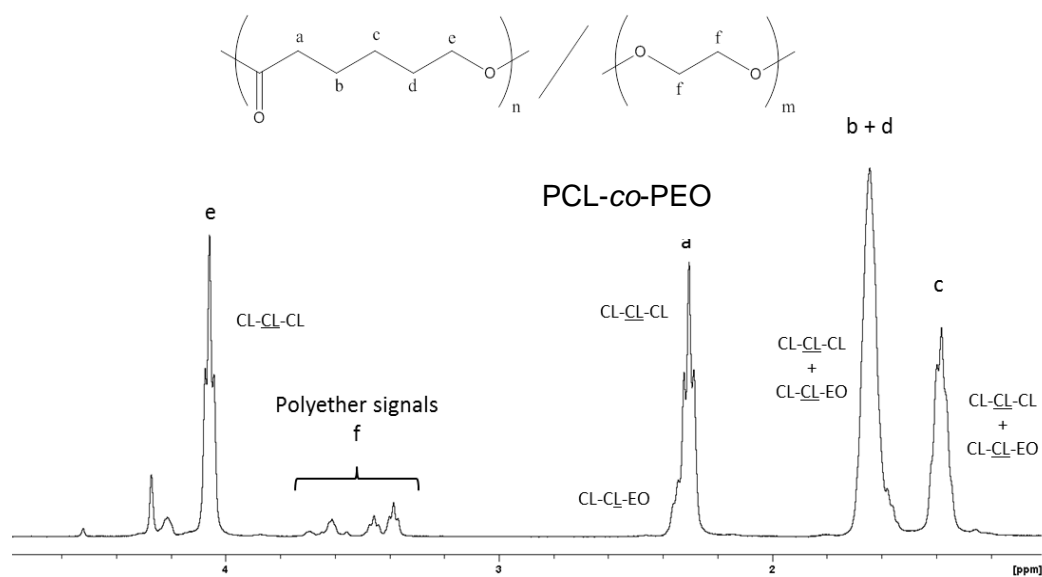 a c e f
O O
b d f
O n m
O
b + d
PCL-co-PEO
e a
c
CL-CL-CL CL-CL-CL
CL-CL-CL
+
CL-CL-EO
Polyether signals
f
CL-CL-CL
+
CL-CL-EO
CL-CL-EO
4 3 2 [ppm]